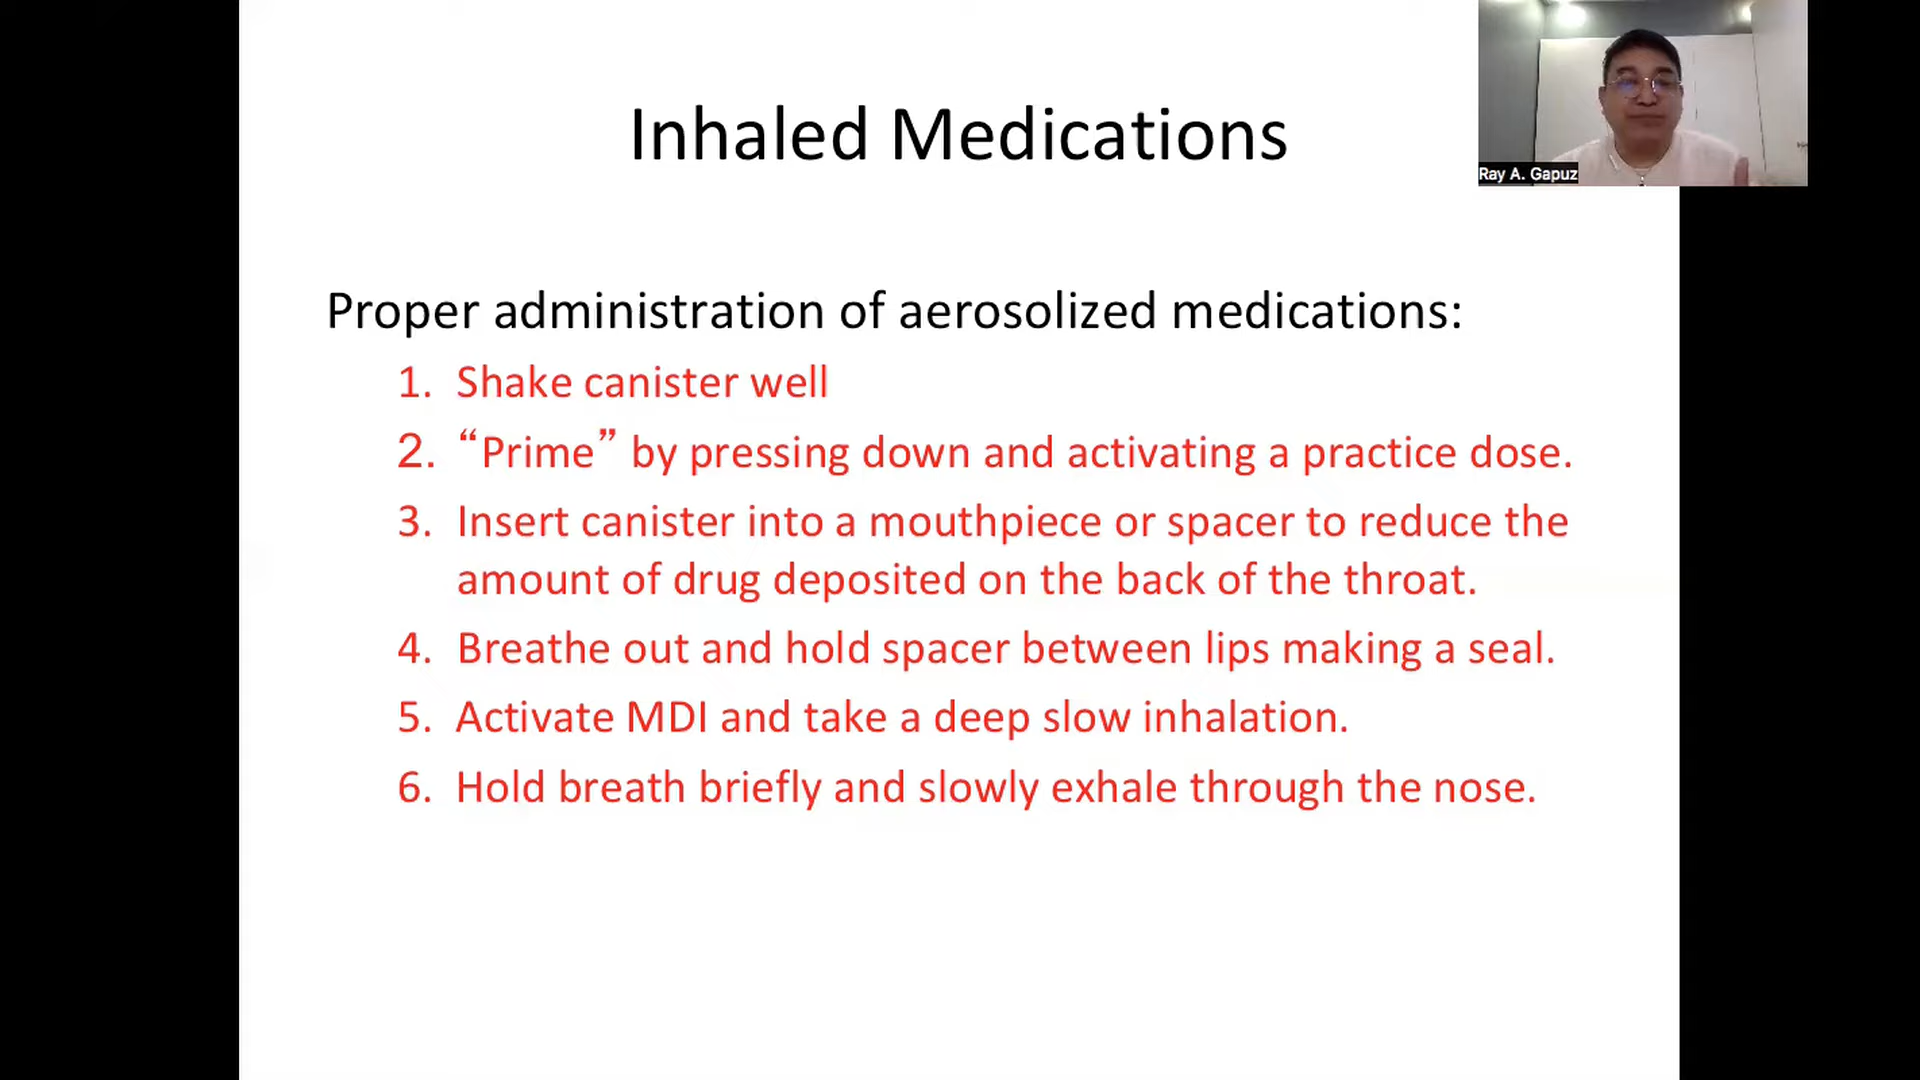 Inhaled Medications
Ray A. Gapuz
Proper administration of aerosolized medications:
1. Shake canister well
2. “Prime” by pressing down and activating a practice dose.
3. Insert canister into a mouthpiece or spacer to reduce the
amount of drug deposited on the back of the throat.
4. Breathe out and hold spacer between lips making a seal.
5. Activate MDI and take a deep slow inhalation.
6. Hold breath briefly and slowly exhale through the nose.